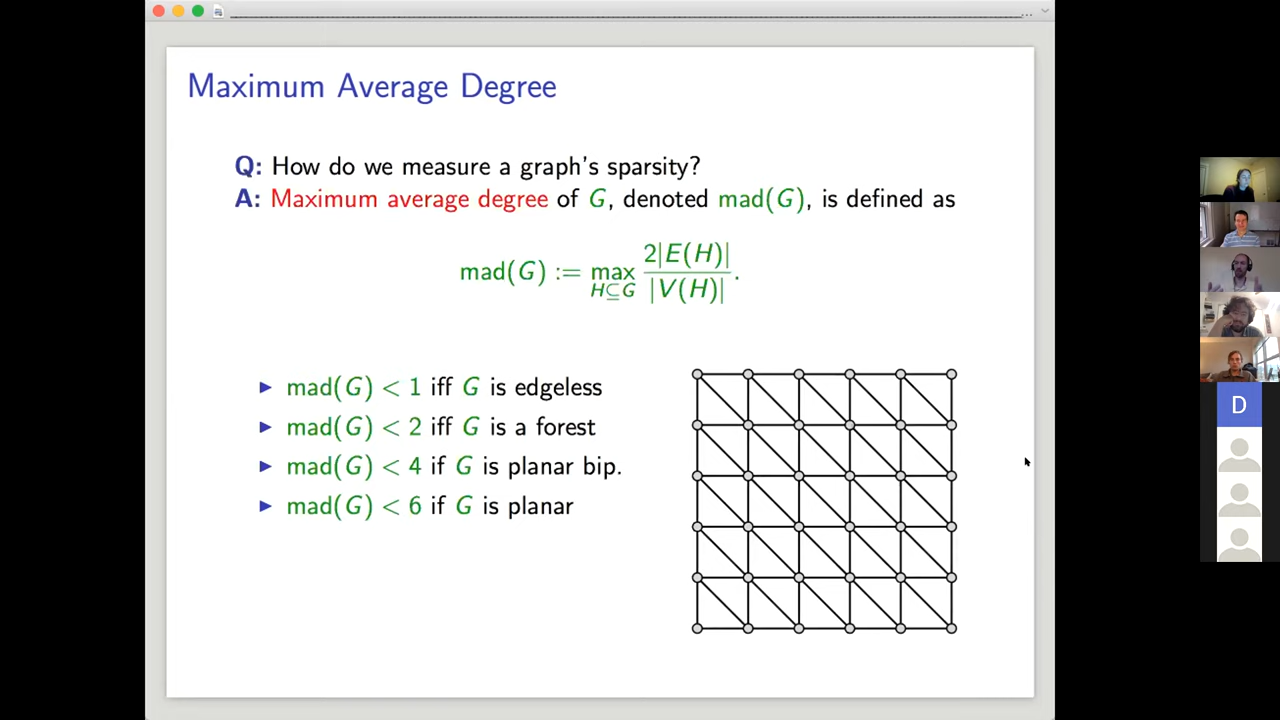 Maximum Average Degree
Q: How do we measure a graph's sparsity?
A: Maximum average degree of G, denoted mad(G), is defined as
mad(G) := max_{H⊆G} 2|E(H)| / |V(H)|.
▶ mad(G) < 1 iff G is edgeless
▶ mad(G) < 2 iff G is a forest
▶ mad(G) < 4 if G is planar bip.
▶ mad(G) < 6 if G is planar
D